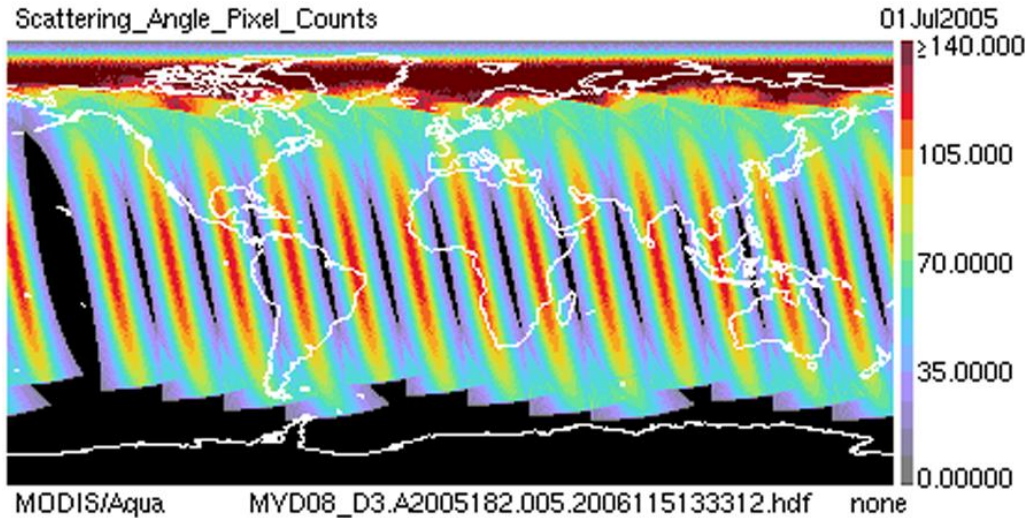 Scattering_Angle_Pixel_Counts 01Jul2005
≥140.000
105.000
70.0000
35.0000
0.00000
MODIS/Aqua MYD08_D3.A2005182.005.2006115133312.hdf none